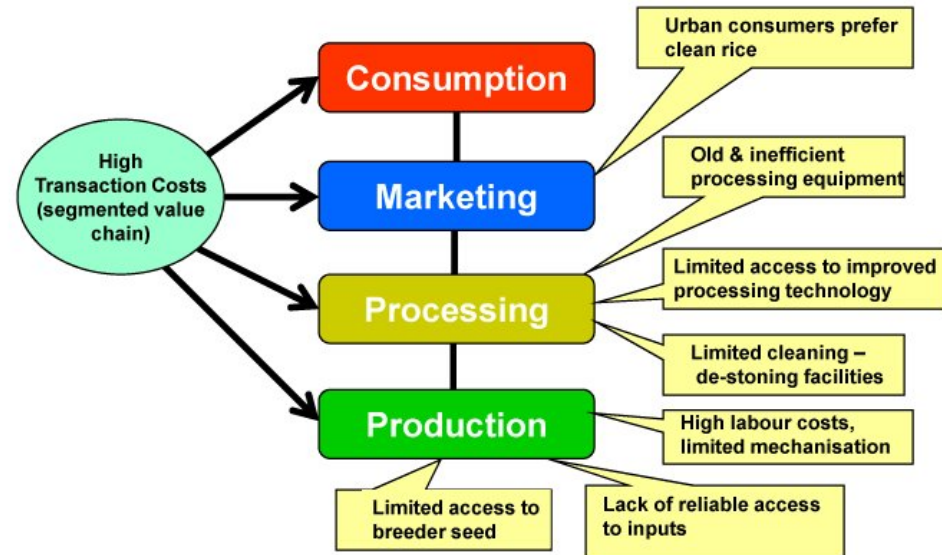 Urban consumers prefer
clean rice
Consumption
High
Transaction Costs
(segmented value
chain)
Marketing
Old & inefficient
processing equipment
Processing
Limited access to improved
processing technology
Limited cleaning –
de-stoning facilities
Production
High labour costs,
limited mechanisation
Limited access to
breeder seed
Lack of reliable access
to inputs